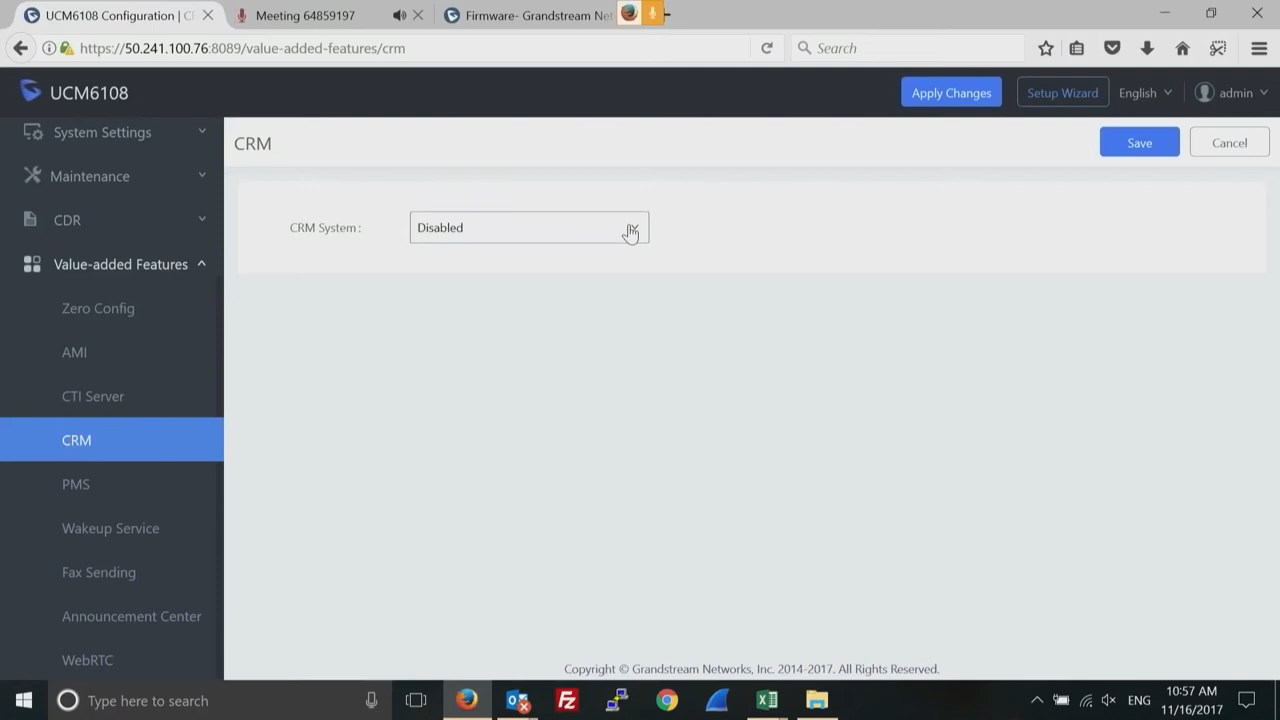 UCM6108 Configuration | C
Meeting 64859197
Firmware- Grandstream Net
https://50.241.100.76:8089/value-added-features/crm
Search
UCM6108
Apply Changes
Setup Wizard
English
admin
System Settings
Maintenance
CDR
Value-added Features
Zero Config
AMI
CTI Server
CRM
PMS
Wakeup Service
Fax Sending
Announcement Center
WebRTC
CRM
Save
Cancel
CRM System :
Disabled
Copyright © Grandstream Networks, Inc. 2014-2017. All Rights Reserved.
Type here to search
ENG
10:57 AM
11/16/2017